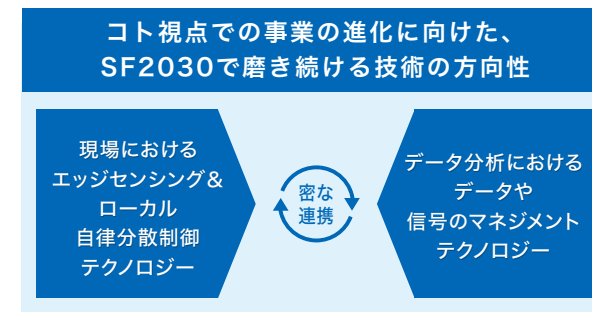 コト視点での事業の進化に向けた、
SF2030で磨き続ける技術の方向性
現場における
エッジセンシング＆
ローカル
自律分散制御
テクノロジー
密な
連携
データ分析における
データや
信号のマネジメント
テクノロジー